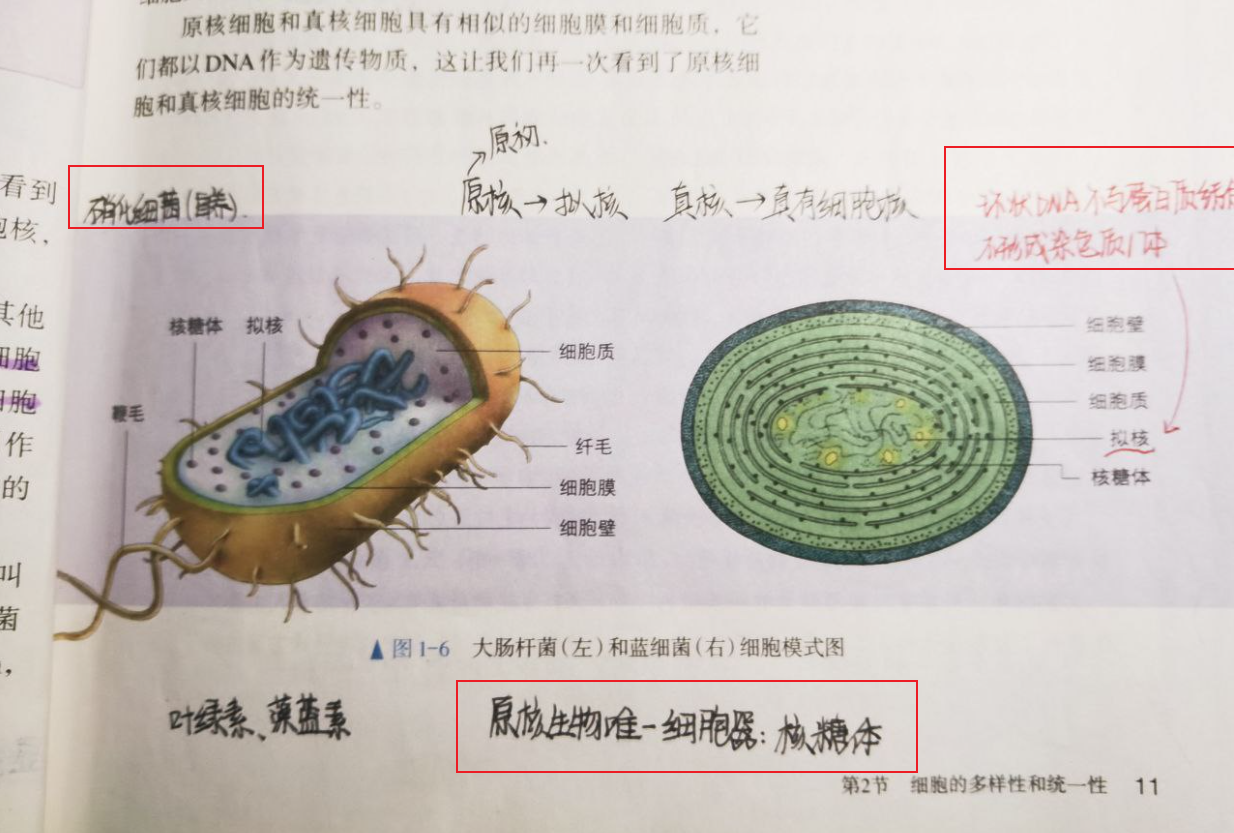 原核细胞和真核细胞具有相似的细胞膜和细胞质，它
们都以DNA作为遗传物质，这让我们再一次看到了原核细
胞和真核细胞的统一性。
看到
核，
其他
细胞
胞
作
的
叫
菌
→原初.
硝化细菌(自养).
原核→拟核 真核→真有细胞核
环状DNA不与蛋白质结合
不形成染色质/体
核糖体 拟核
鞭毛
细胞质
纤毛
细胞膜
细胞壁
细胞壁
细胞膜
细胞质
拟核
核糖体
▲图1-6 大肠杆菌（左）和蓝细菌（右）细胞模式图
叶绿素、藻蓝素
原核生物唯一细胞器:核糖体
第2节 细胞的多样性和统一性 11